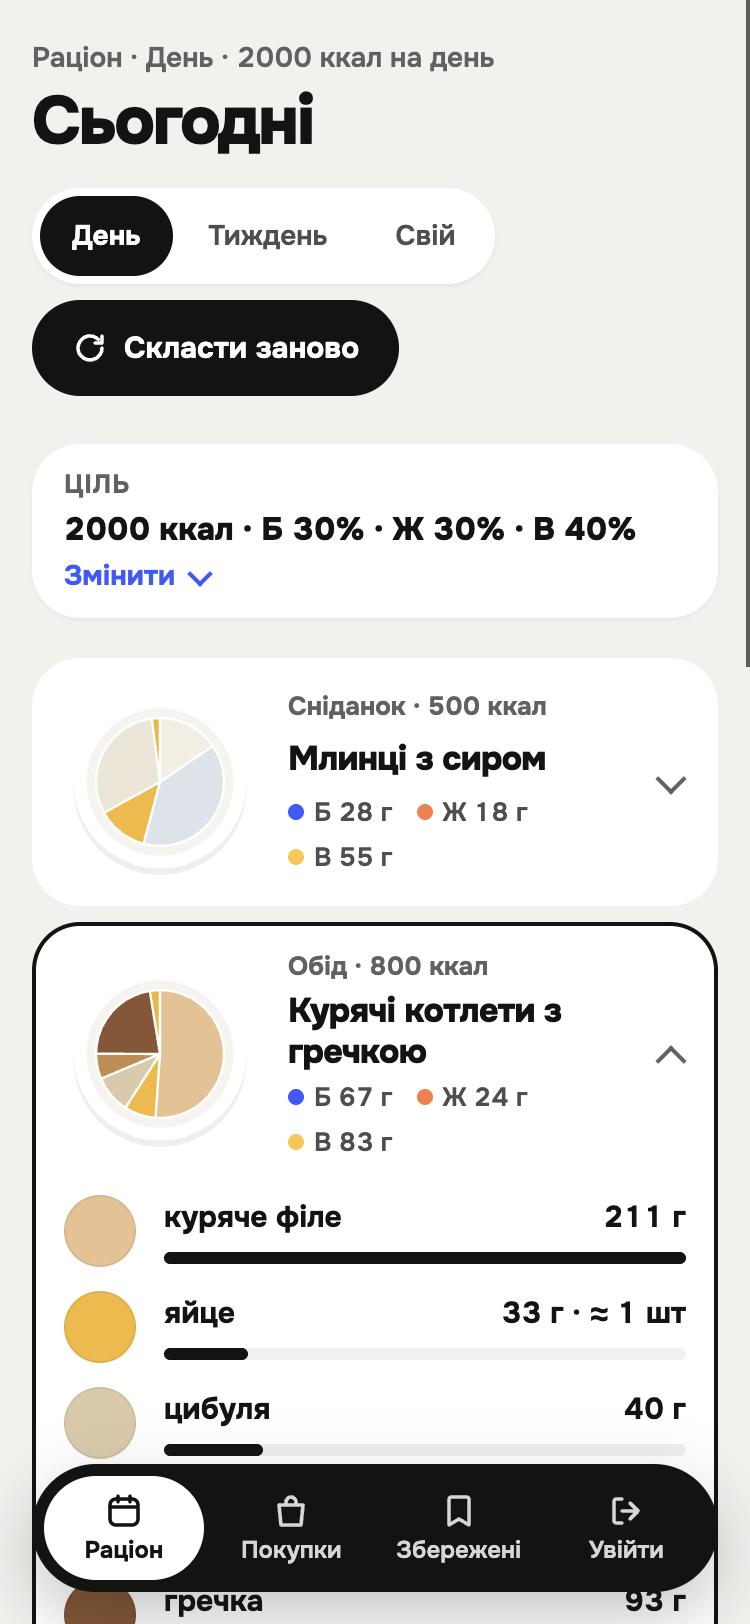 Раціон · День · 2000 ккал на день
Сьогодні
День
Тиждень
Свій
Скласти заново
ЦІЛЬ
2000 ккал · Б 30% · Ж 30% · В 40%
Змінити
Сніданок · 500 ккал
Млинці з сиром
Б 28 г Ж 18 г
В 55 г
Обід · 800 ккал
Курячі котлети з
гречкою
Б 67 г Ж 24 г
В 83 г
куряче філе 211 г
яйце 33 г · ≈ 1 шт
цибуля 40 г
Раціон
Покупки
Збережені
Увійти
гречка 93 г